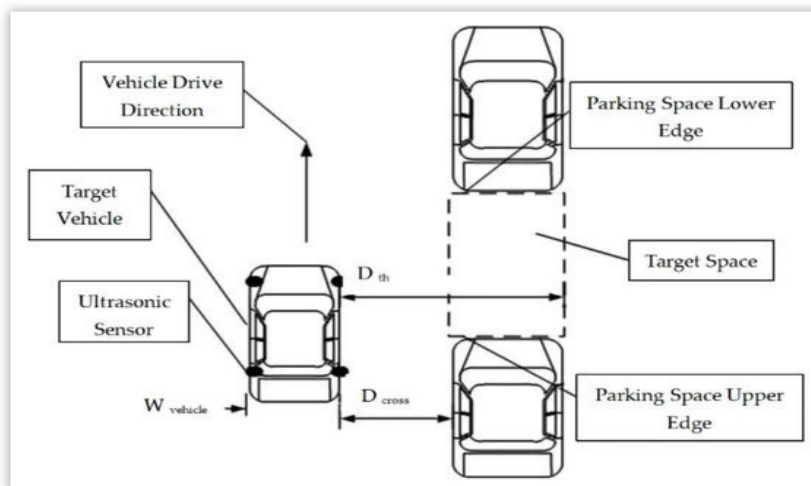 Vehicle Drive
Direction
Parking Space Lower
Edge
Target
Vehicle
Target Space
D th
Ultrasonic
Sensor
W vehicle
D cross
Parking Space Upper
Edge